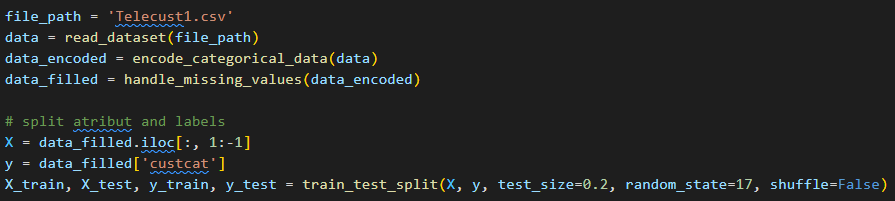 file_path = 'Telecust1.csv'
data = read_dataset(file_path)
data_encoded = encode_categorical_data(data)
data_filled = handle_missing_values(data_encoded)
# split atribut and labels
X = data_filled.iloc[:, 1:-1]
y = data_filled['custcat']
X_train, X_test, y_train, y_test = train_test_split(X, y, test_size=0.2, random_state=17, shuffle=False)